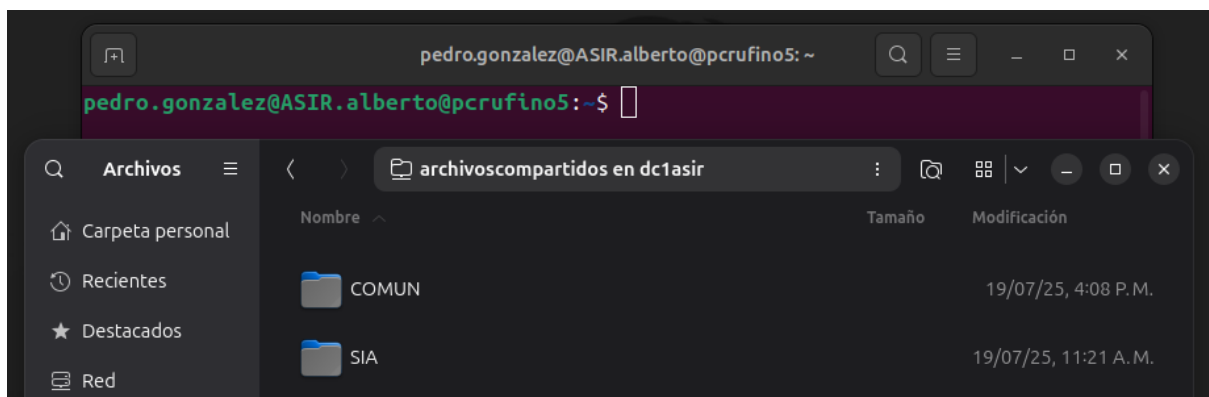 pedro.gonzalez@ASIR.alberto@pcrufino5: ~
pedro.gonzalez@ASIR.alberto@pcrufino5:~$
Archivos
archivoscompartidos en dc1asir
Nombre Tamaño Modificación
Carpeta personal
Recientes
Destacados
Red
COMUN 19/07/25, 4:08 P. M.
SIA 19/07/25, 11:21 A. M.